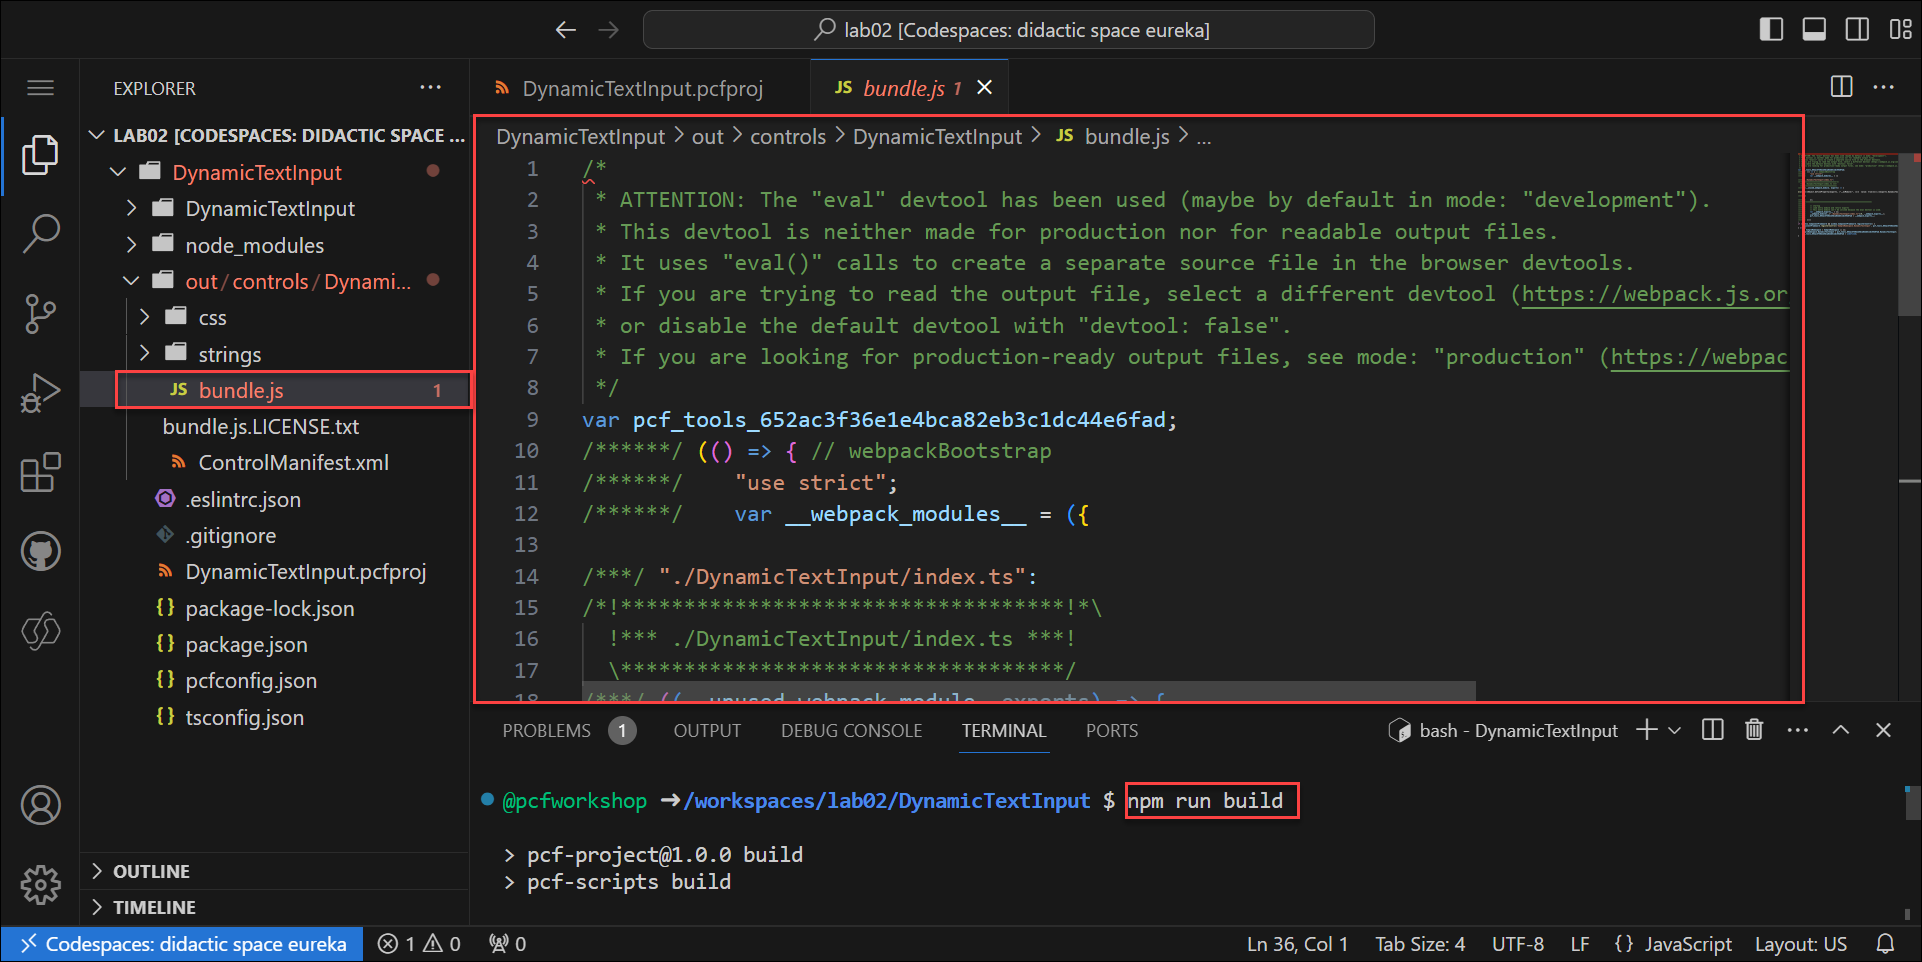 lab02 [Codespaces: didactic space eureka]
EXPLORER
LAB02 [CODESPACES: DIDACTIC SPACE ...
DynamicTextInput
DynamicTextInput
node_modules
out/controls/Dynami...
css
strings
JS bundle.js 1
bundle.js.LICENSE.txt
ControlManifest.xml
.eslintrc.json
.gitignore
DynamicTextInput.pcfproj
{} package-lock.json
{} package.json
{} pcfconfig.json
{} tsconfig.json
OUTLINE
TIMELINE
DynamicTextInput.pcfproj
JS bundle.js 1
DynamicTextInput > out > controls > DynamicTextInput > JS bundle.js > ...
1 /*
2 * ATTENTION: The "eval" devtool has been used (maybe by default in mode: "development").
3 * This devtool is neither made for production nor for readable output files.
4 * It uses "eval()" calls to create a separate source file in the browser devtools.
5 * If you are trying to read the output file, select a different devtool (https://webpack.js.or
6 * or disable the default devtool with "devtool: false".
7 * If you are looking for production-ready output files, see mode: "production" (https://webpac
8 */
9 var pcf_tools_652ac3f36e1e4bca82eb3c1dc44e6fad;
10 /******/ (() => { // webpackBootstrap
11 /******/ "use strict";
12 /******/ var __webpack_modules__ = ({
13
14 /***/ "./DynamicTextInput/index.ts":
15 /*!***********************************!*\
16 !*** ./DynamicTextInput/index.ts ***!
17 \***********************************/
18 /***/ ((__unused_webpack_module, exports) => {
PROBLEMS 1 OUTPUT DEBUG CONSOLE TERMINAL PORTS
bash - DynamicTextInput
@pcfworkshop ➜/workspaces/lab02/DynamicTextInput $ npm run build
> pcf-project@1.0.0 build
> pcf-scripts build
Codespaces: didactic space eureka 1 0 0
Ln 36, Col 1 Tab Size: 4 UTF-8 LF {} JavaScript Layout: US